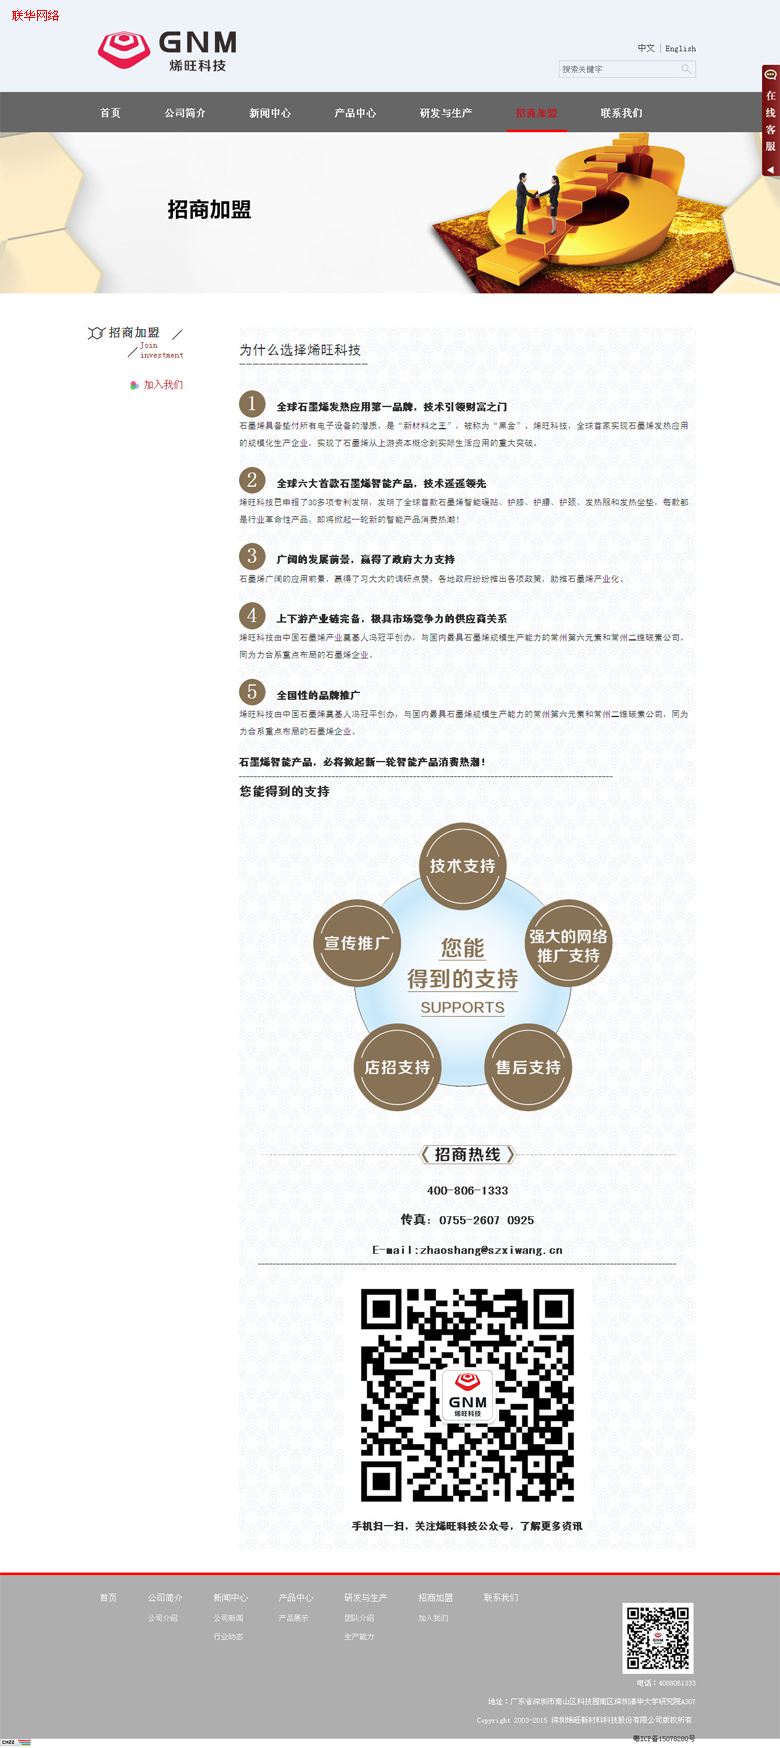 联华网络
GNM
烯旺科技
中文 | English
搜索关键字
在线客服
首页 公司简介 新闻中心 产品中心 研发与生产 招商加盟 联系我们
招商加盟
招商加盟
Join
investment
加入我们
为什么选择烯旺科技
1 全球石墨烯发热应用第一品牌，技术引领财富之门
石墨烯具备垫付所有电子设备的潜质，是“新材料之王”，被称为“黑金”。烯旺科技，全球首家实现石墨烯发热应用
的规模化生产企业，实现了石墨烯从上游资本概念到实际生活应用的重大突破。
2 全球六大首款石墨烯智能产品，技术遥遥领先
烯旺科技已申报了30多项专利发明，发明了全球首款石墨烯智能暖贴、护膝、护腰、护颈、发热服和发热坐垫，每款都
是行业革命性产品，即将掀起一轮新的智能产品消费热潮！
3 广阔的发展前景，赢得了政府大力支持
石墨烯广阔的应用前景，赢得了习大大的调研点赞，各地政府纷纷推出各项政策，助推石墨烯产业化。
4 上下游产业链完备，极具市场竞争力的供应商关系
烯旺科技由中国石墨烯产业奠基人冯冠平创办，与国内最具石墨烯规模生产能力的常州第六元素和常州二维碳素公司，
同为力合系重点布局的石墨烯企业。
5 全国性的品牌推广
烯旺科技由中国石墨烯奠基人冯冠平创办，与国内最具石墨烯规模生产能力的常州第六元素和常州二维碳素公司，同为
力合系重点布局的石墨烯企业。
石墨烯智能产品，必将掀起新一轮智能产品消费热潮！
您能得到的支持
技术支持
宣传推广
强大的网络
推广支持
您能
得到的支持
SUPPORTS
店招支持
售后支持
招商热线
400-806-1333
传真：0755-2607 0925
E-mail:zhaoshang@szxiwang.cn
GNM
烯旺科技
手机扫一扫，关注烯旺科技公众号，了解更多资讯
首页 公司简介 新闻中心 产品中心 研发与生产 招商加盟 联系我们
公司介绍 公司新闻 产品展示 团队介绍 加入我们
行业动态 生产能力
电话：4000061333
地址：广东省深圳市南山区科技园南区深圳清华大学研究院A307
Copyright 2003-2015 深圳烯旺新材料科技股份有限公司版权所有.
粤ICP备15078280号
CNZZ